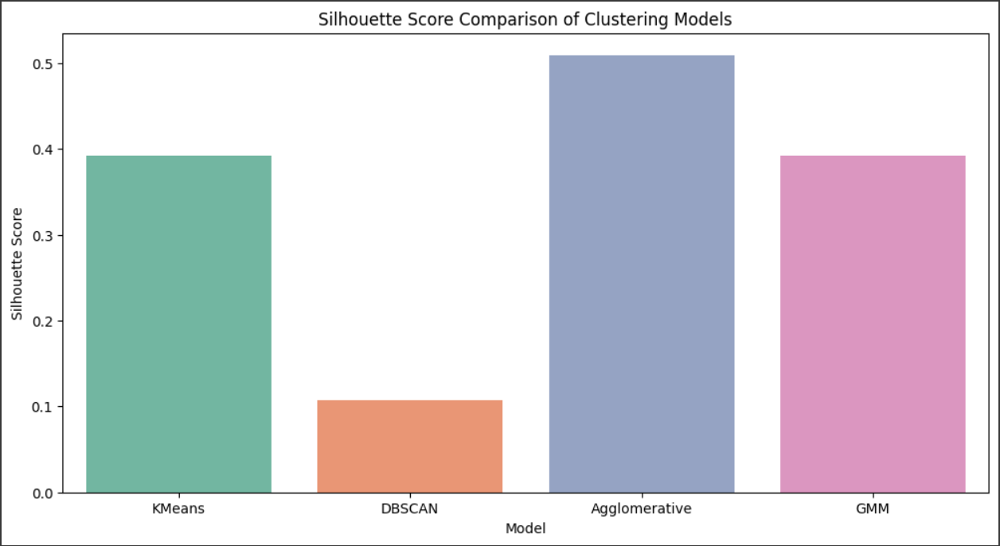 Silhouette Score Comparison of Clustering Models
Silhouette Score
0.5
0.4
0.3
0.2
0.1
0.0
KMeans
DBSCAN
Agglomerative
GMM
Model